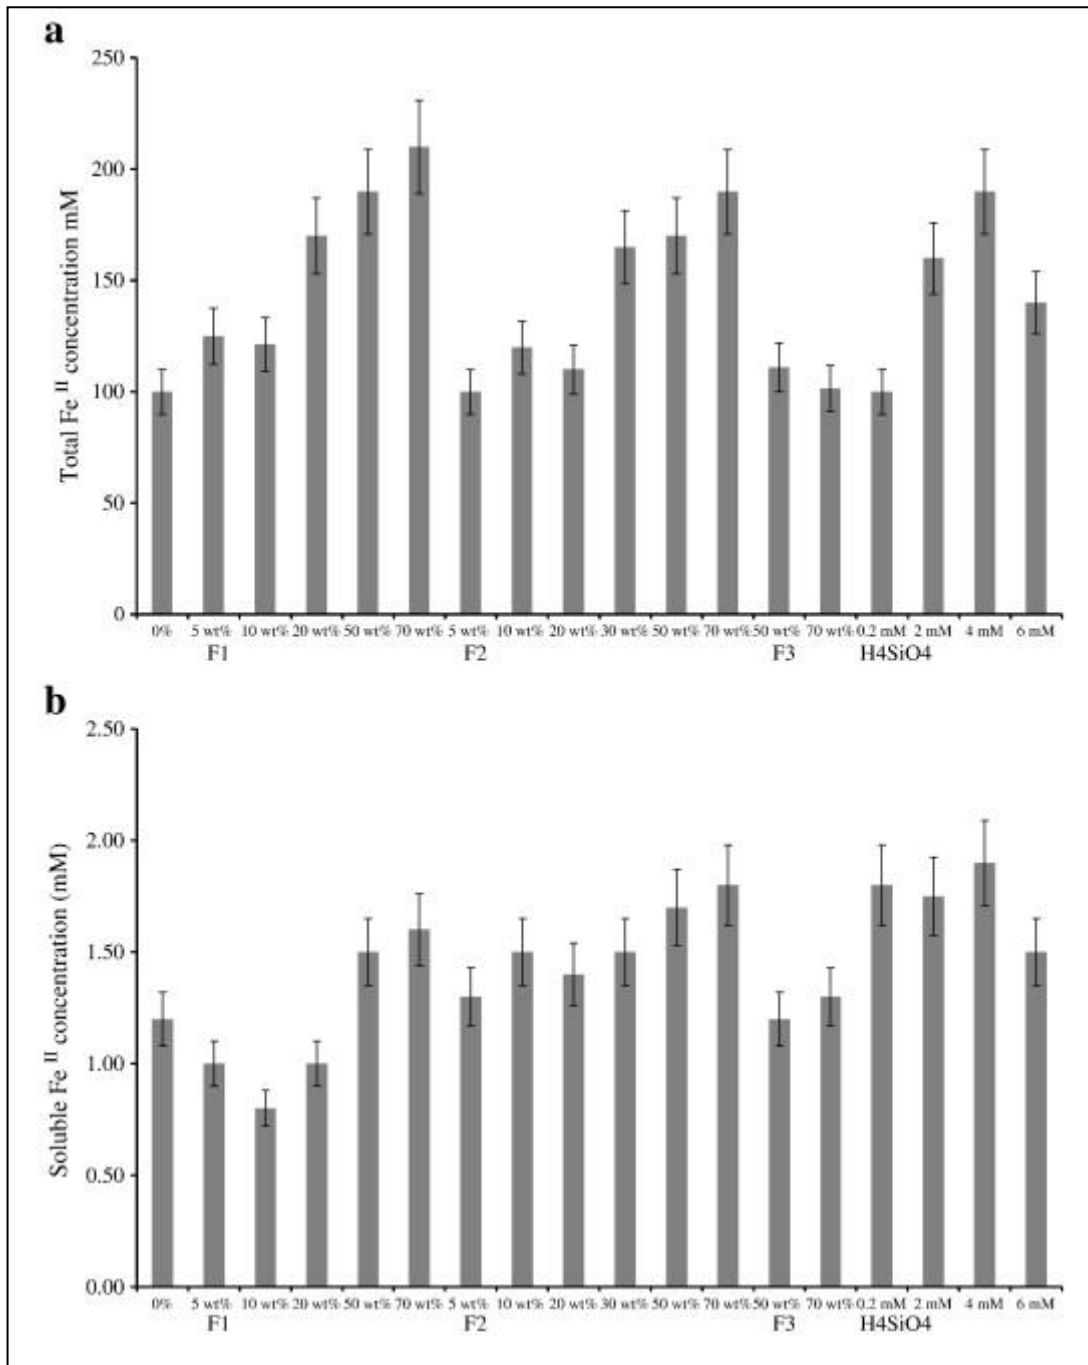 a
Total Fe II concentration mM
250
200
150
100
50
0
0% 5 wt% 10 wt% 20 wt% 50 wt% 70 wt% 5 wt% 10 wt% 20 wt% 30 wt% 50 wt% 70 wt% 50 wt% 70 wt% 0.2 mM 2 mM 4 mM 6 mM
F1 F2 F3 H4SiO4
b
Soluble Fe II concentration (mM)
2.50
2.00
1.50
1.00
0.50
0.00
0% 5 wt% 10 wt% 20 wt% 50 wt% 70 wt% 5 wt% 10 wt% 20 wt% 30 wt% 50 wt% 70 wt% 50 wt% 70 wt% 0.2 mM 2 mM 4 mM 6 mM
F1 F2 F3 H4SiO4